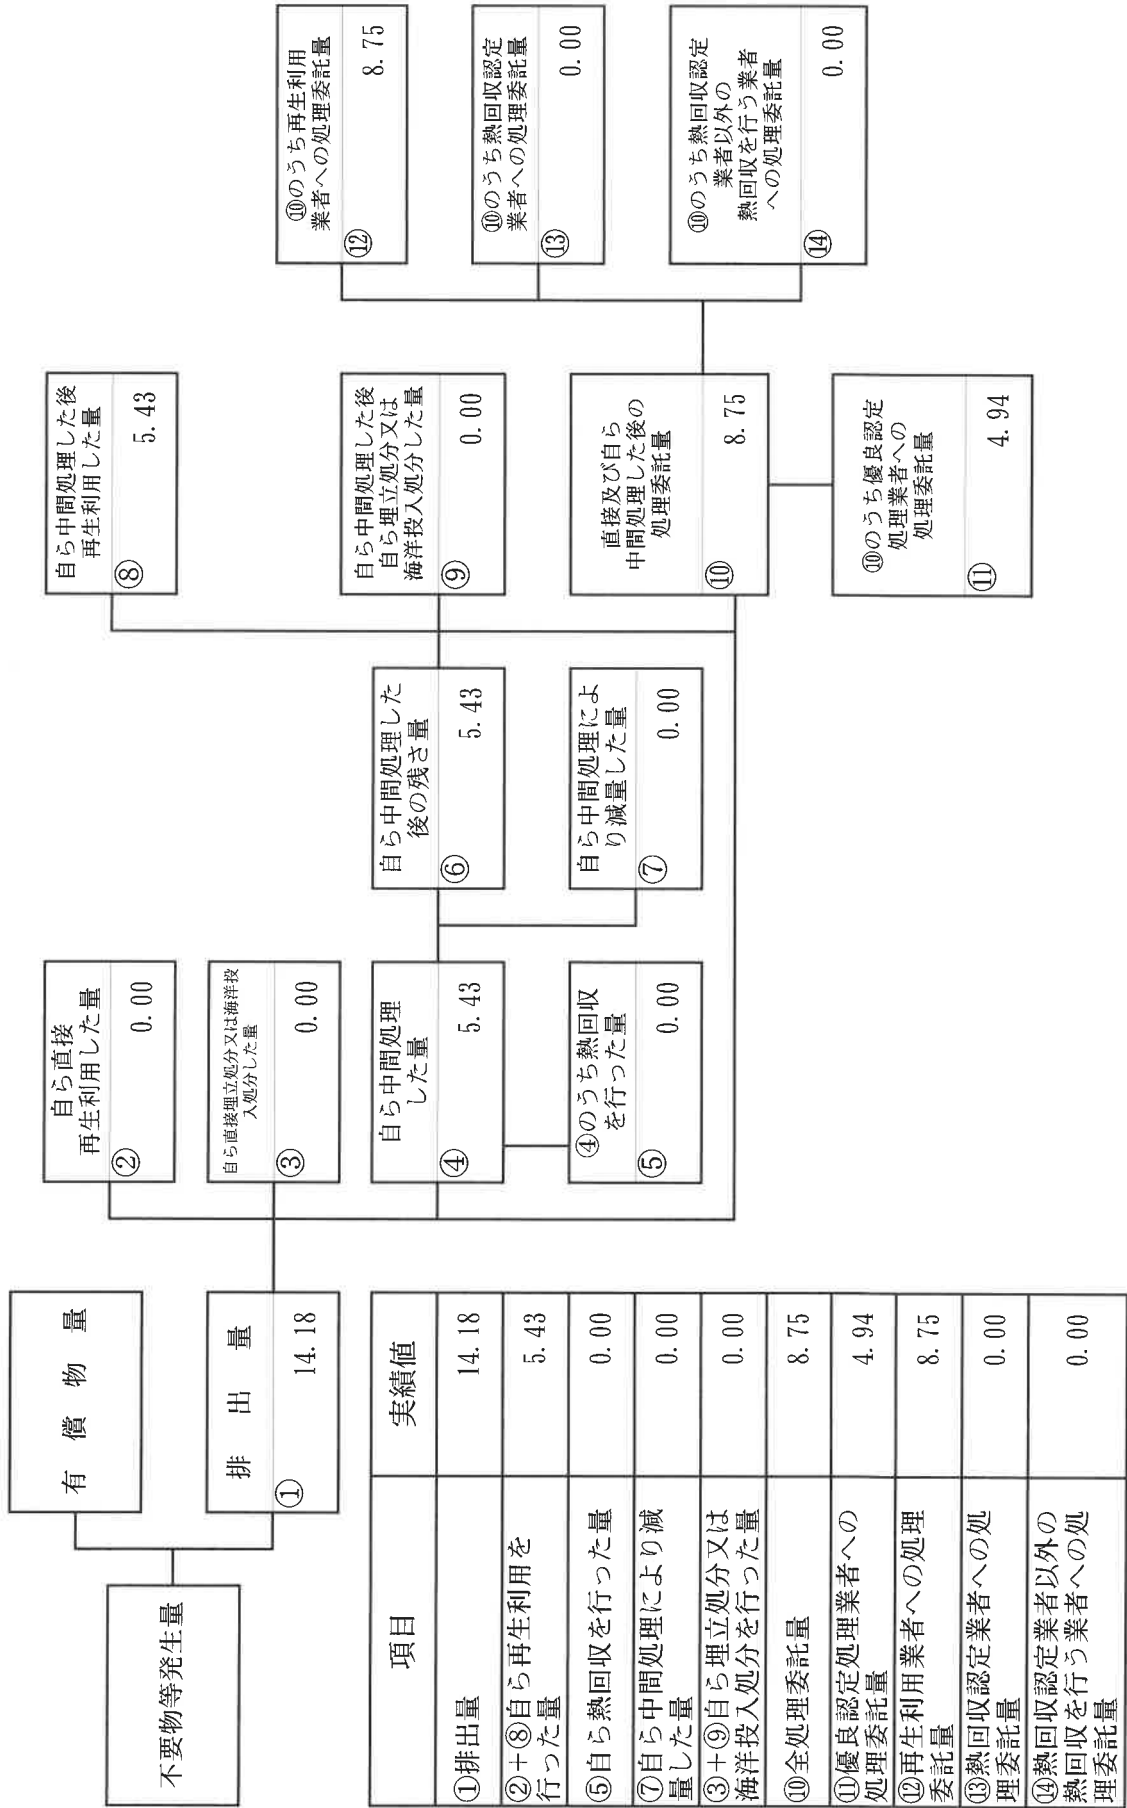 不要物等発生量
有償物量
排出量
①
14.18
自ら直接
再生利用した量
②
0.00
自ら直接埋立処分又は海洋投
入処分した量
③
0.00
自ら中間処理
した量
④
5.43
④のうち熱回収
を行った量
⑤
0.00
自ら中間処理した
後の残さ量
⑥
5.43
自ら中間処理によ
り減量した量
⑦
0.00
自ら中間処理した後
再生利用した量
⑧
5.43
自ら中間処理した後
自ら埋立処分又は
海洋投入処分した量
⑨
0.00
直接及び自ら
中間処理した後の
処理委託量
⑩
8.75
⑩のうち優良認定
処理業者への
処理委託量
⑪
4.94
⑩のうち再生利用
業者への処理委託量
⑫
8.75
⑩のうち熱回収認定
業者への処理委託量
⑬
0.00
⑩のうち熱回収認定
業者以外の
熱回収を行う業者
への処理委託量
⑭
0.00
項目 実績値
①排出量 14.18
②+⑧自ら再生利用を
行った量 5.43
⑤自ら熱回収を行った量 0.00
⑦自ら中間処理により減
量した量 0.00
③+⑨自ら埋立処分又は
海洋投入処分を行った量 0.00
⑩全処理委託量 8.75
⑪優良認定処理業者への
処理委託量 4.94
⑫再生利用業者への処理
委託量 8.75
⑬熱回収認定業者への処
理委託量 0.00
⑭熱回収認定業者以外の
熱回収を行う業者への処
理委託量 0.00